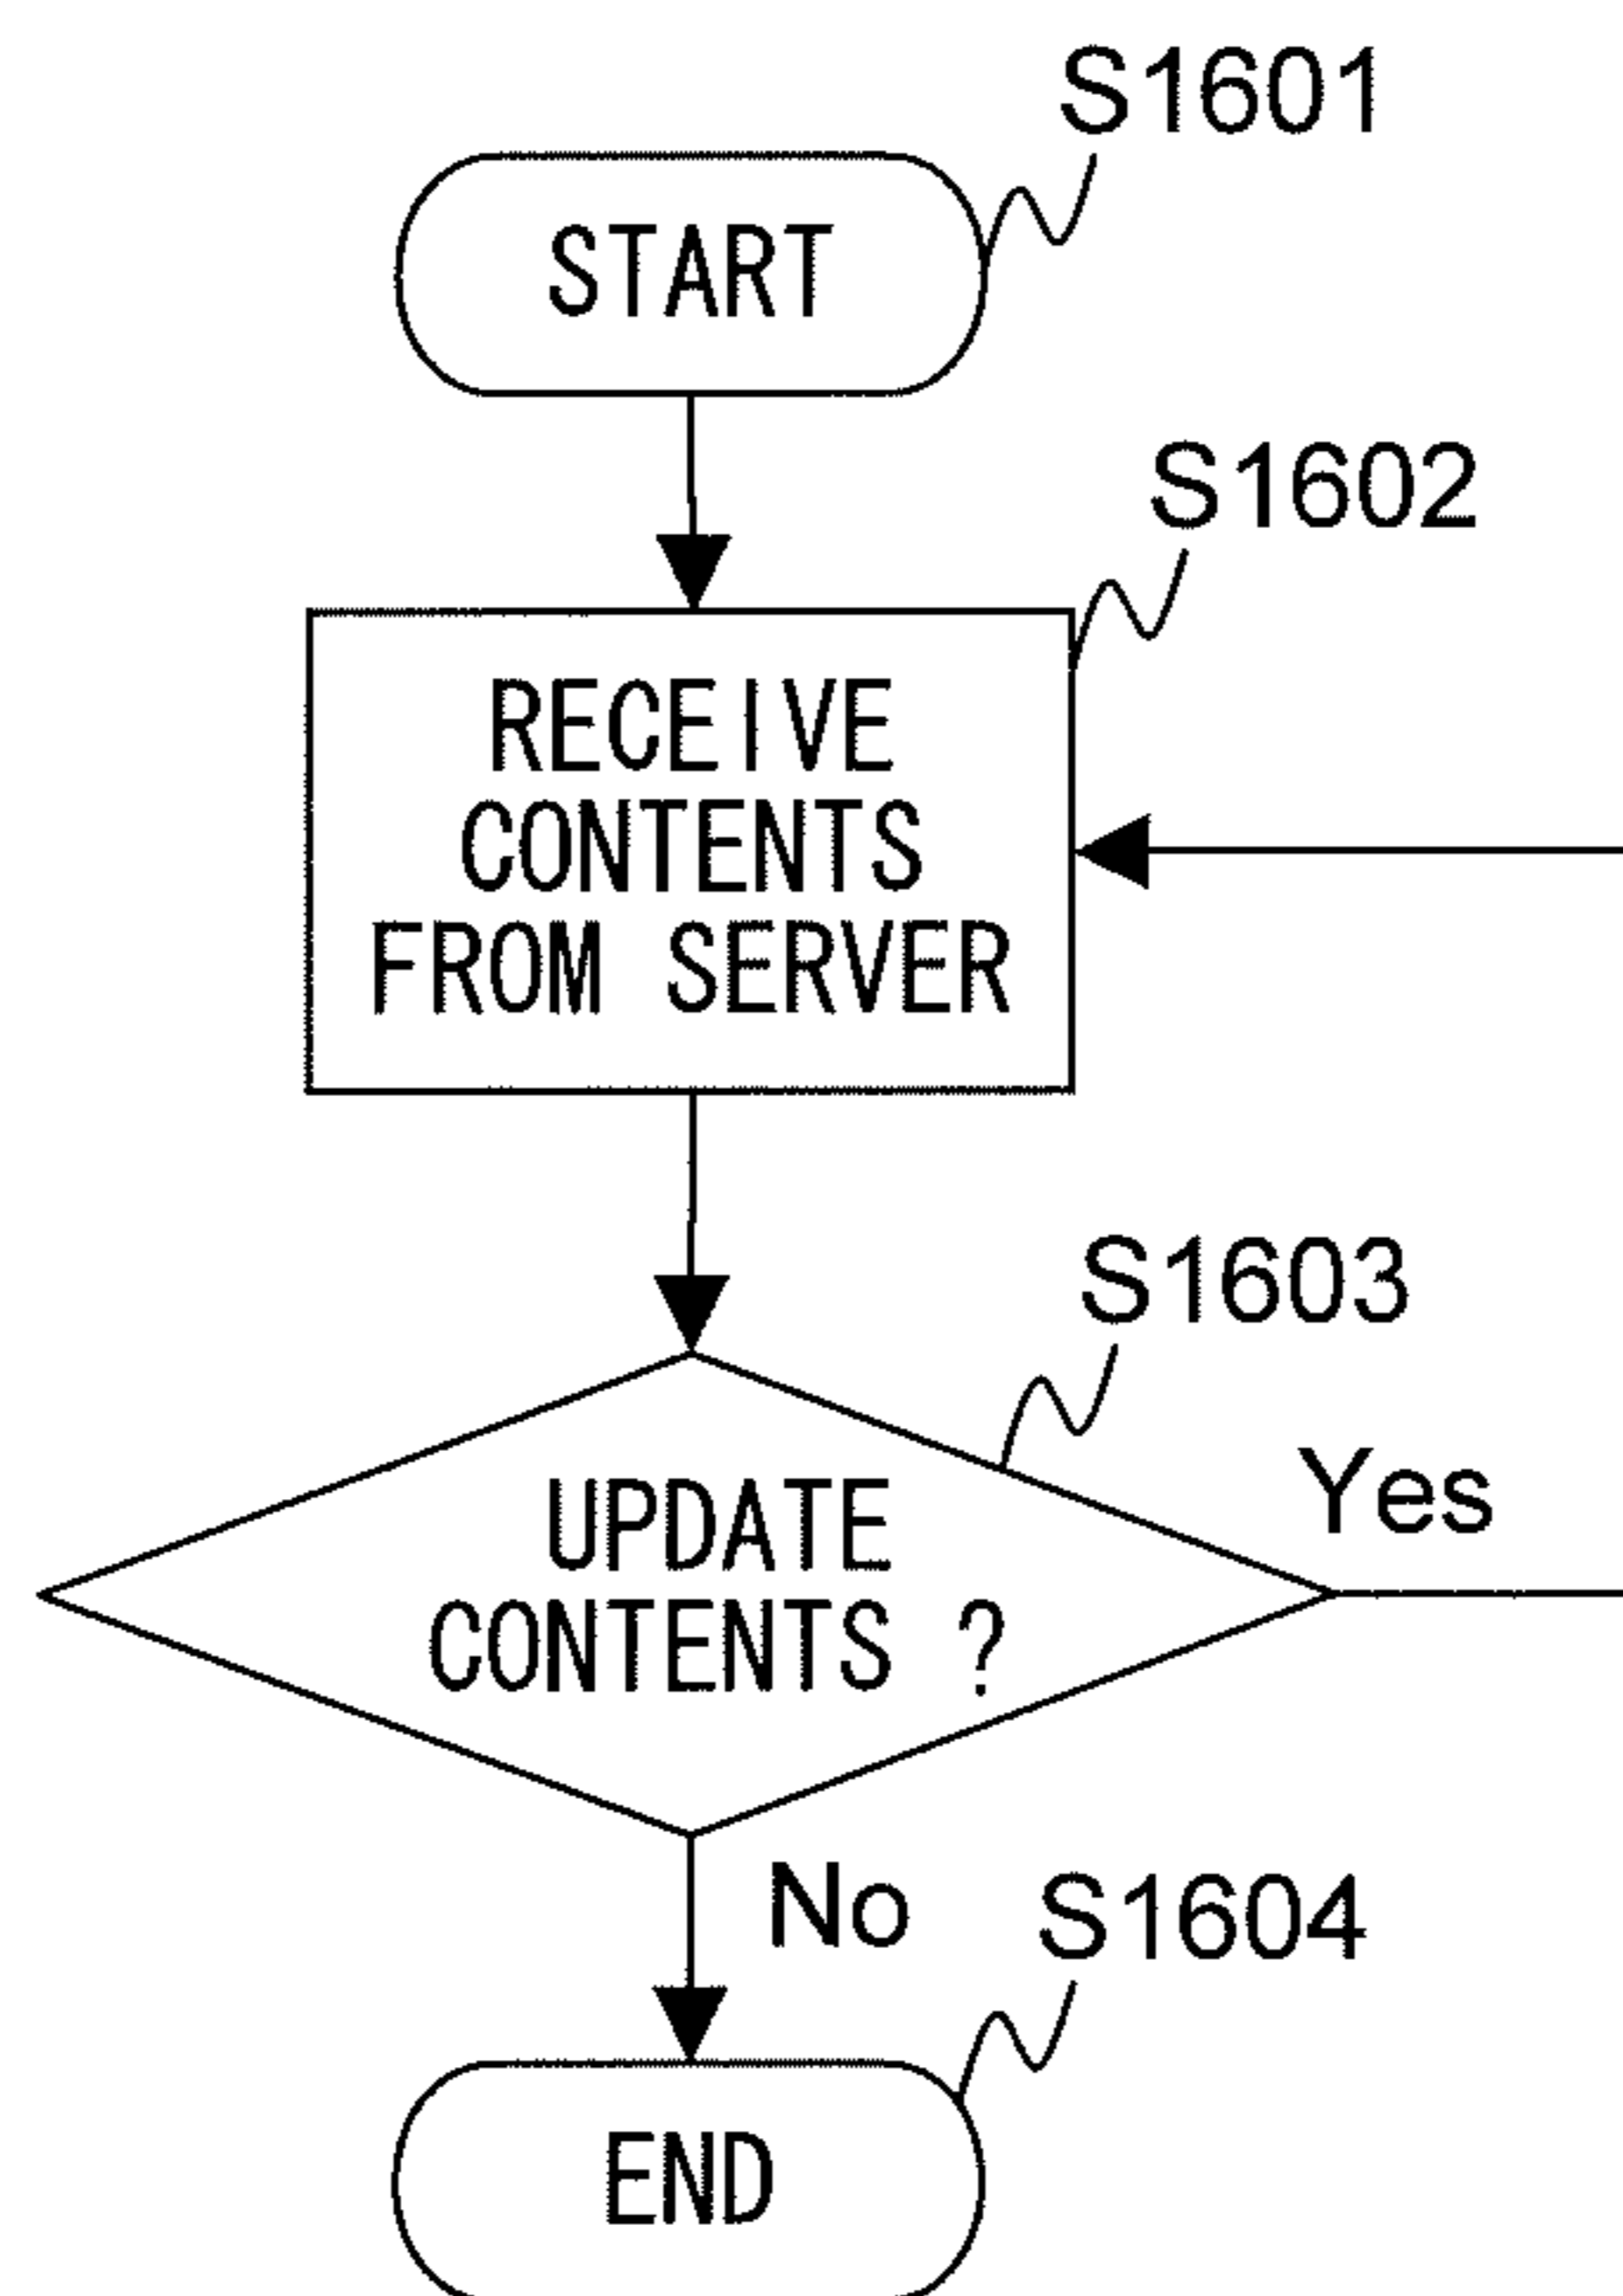 S1601
START
S1602
RECEIVE
CONTENTS
FROM SERVER
S1603
UPDATE
CONTENTS ?
Yes
No
S1604
END